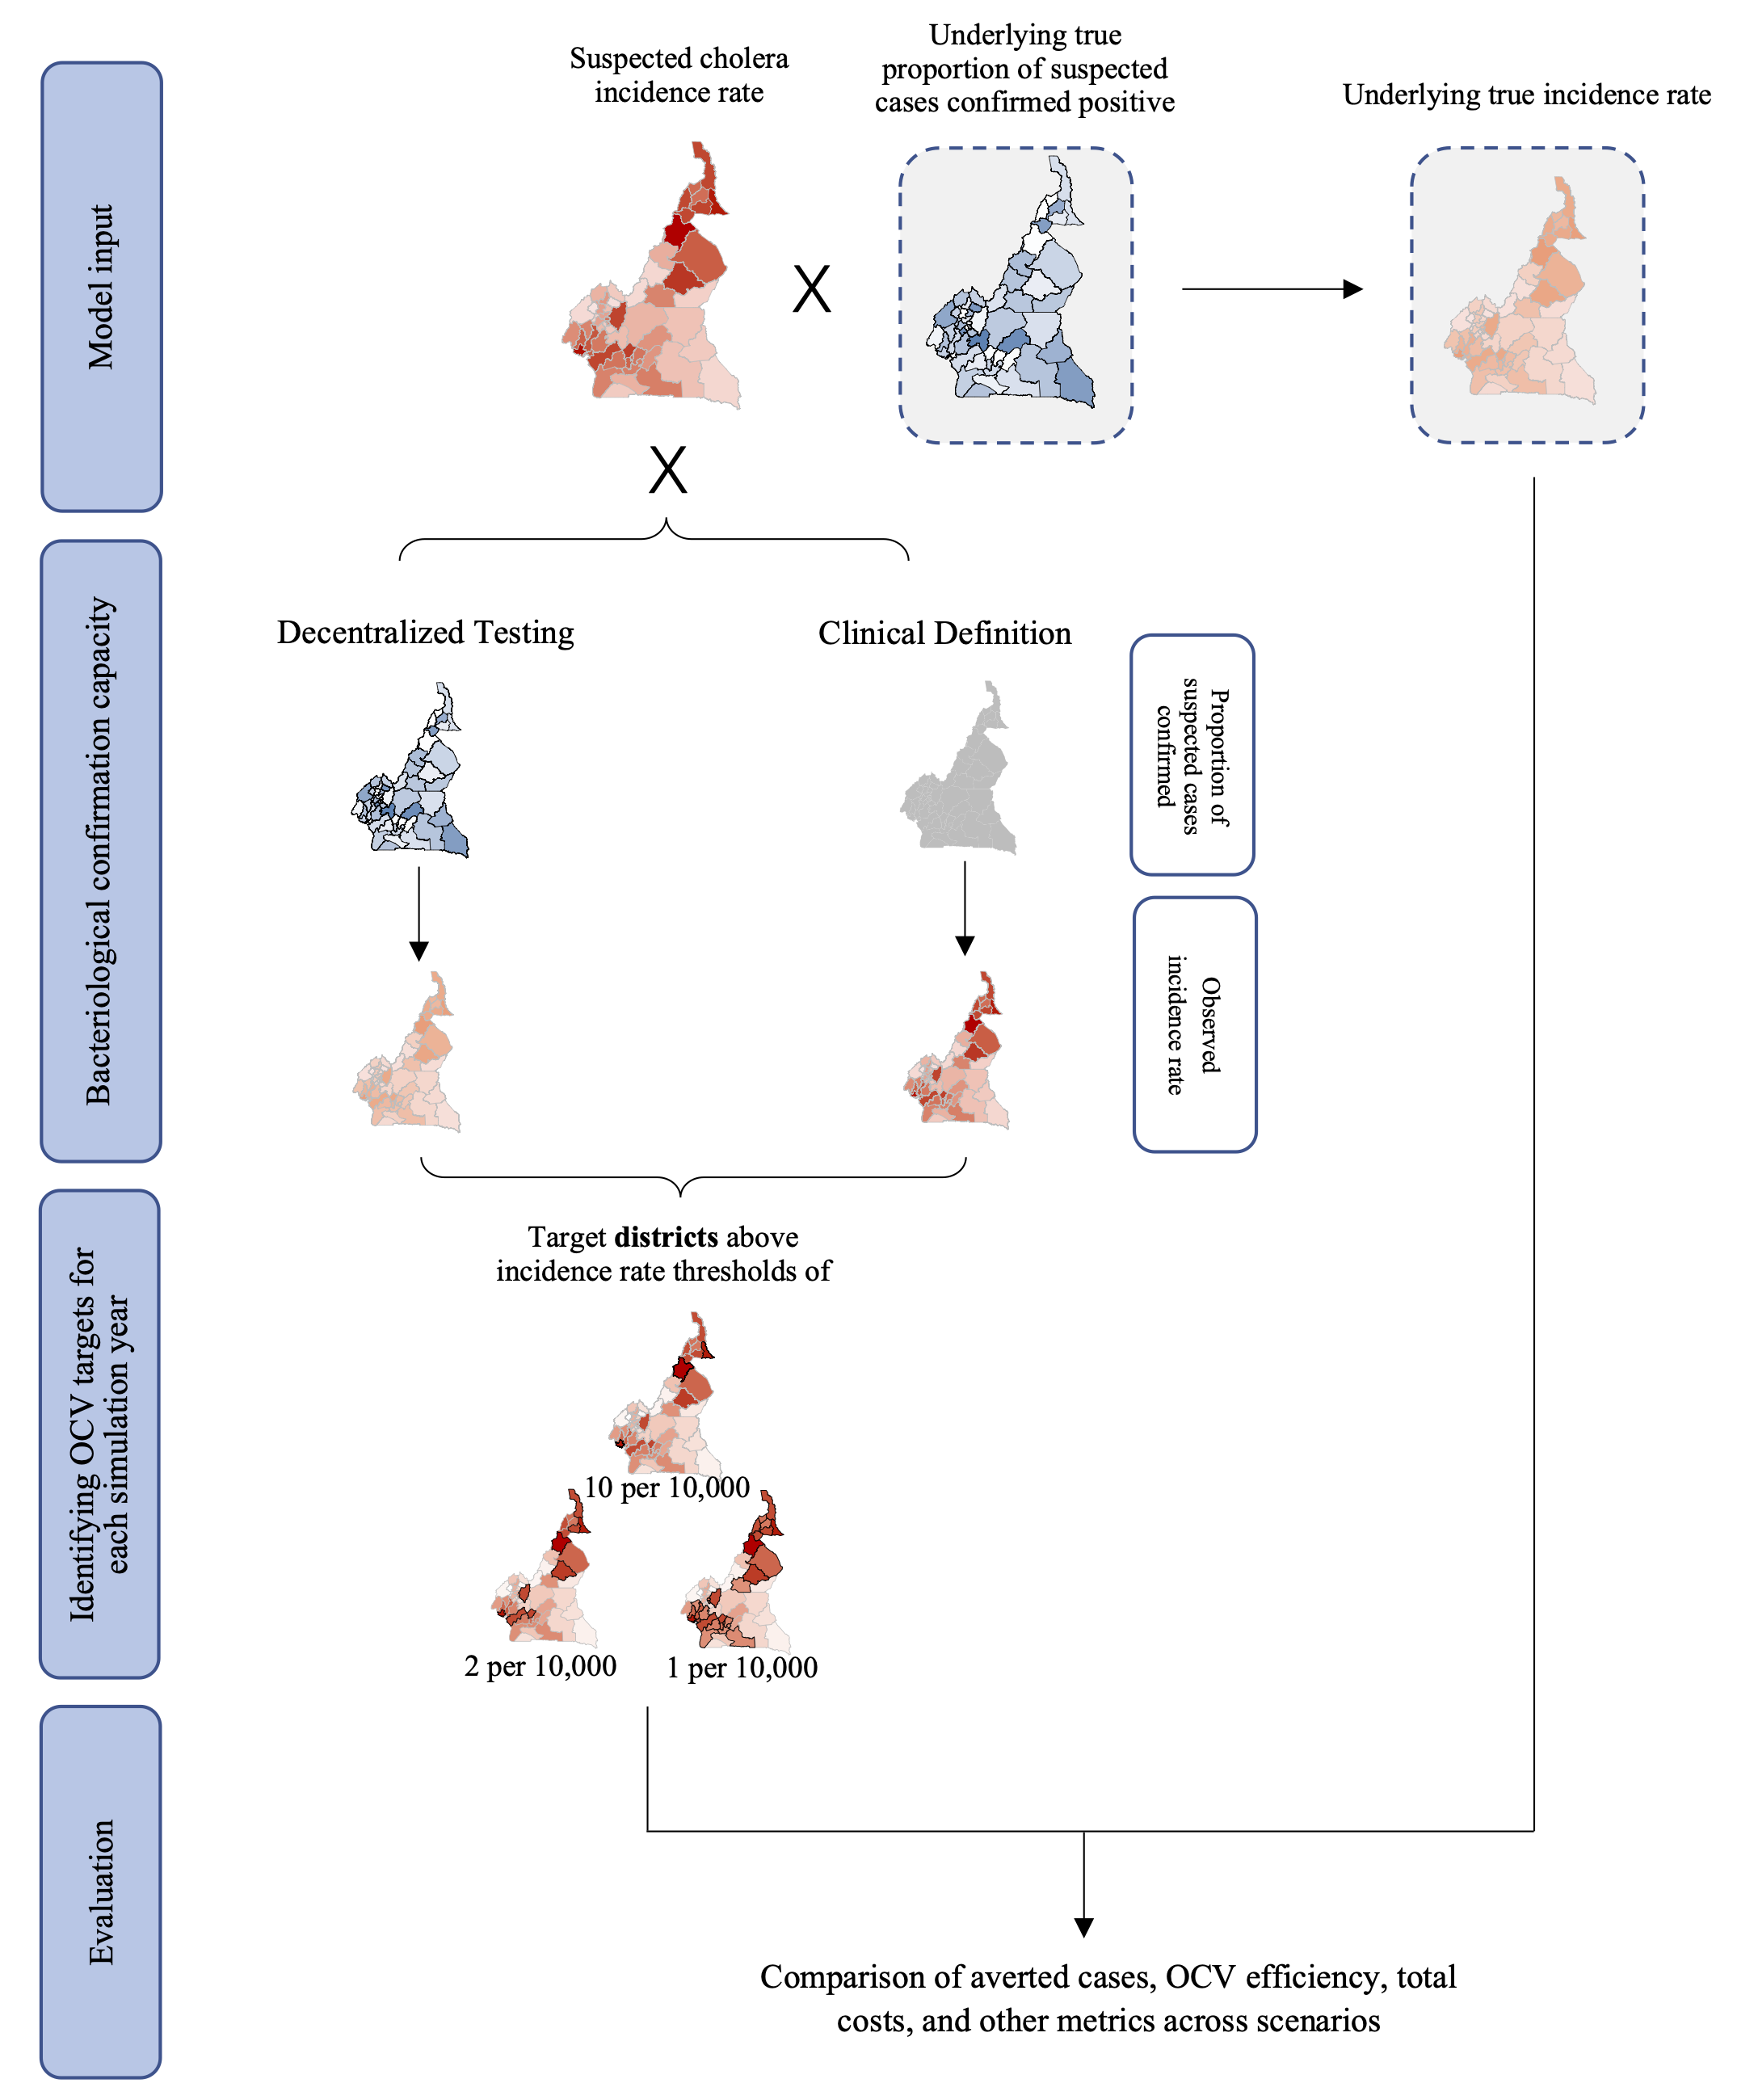 Suspected cholera
incidence rate
Underlying true
proportion of suspected
cases confirmed positive
Underlying true incidence rate
Model input
X
X
Bacteriological confirmation capacity
Decentralized Testing
Clinical Definition
Proportion of
suspected cases
confirmed
Observed
incidence rate
Identifying OCV targets for
each simulation year
Target districts above
incidence rate thresholds of
10 per 10,000
2 per 10,000
1 per 10,000
Evaluation
Comparison of averted cases, OCV efficiency, total
costs, and other metrics across scenarios